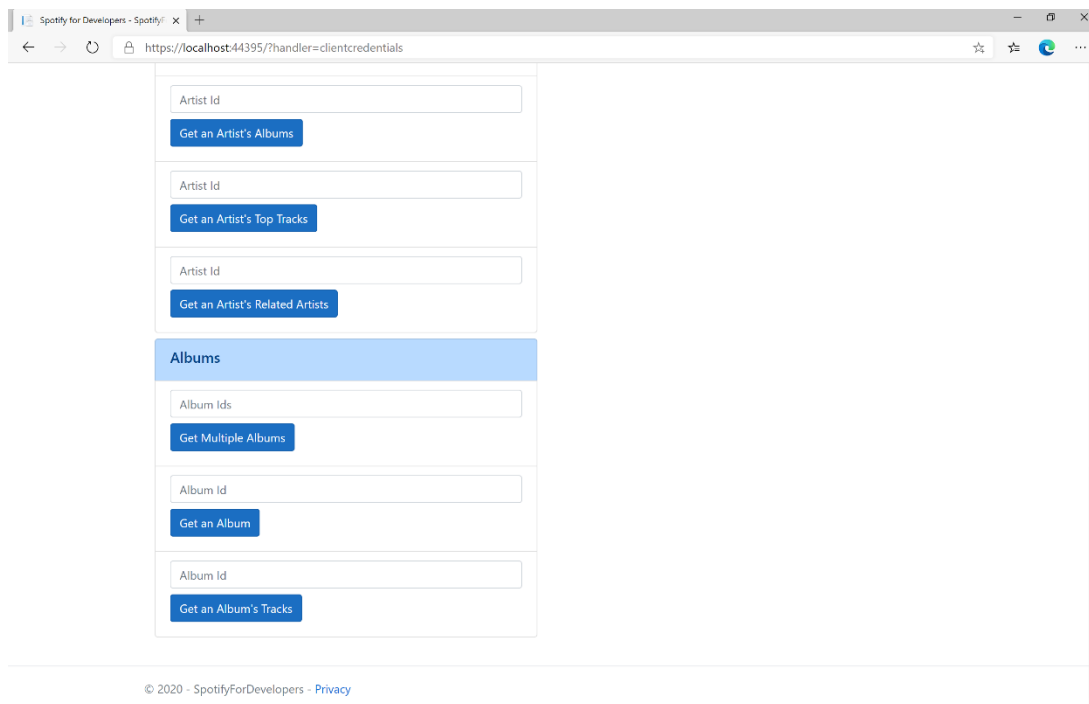 Spotify for Developers - SpotifyF
https://localhost:44395/?handler=clientcredentials
Artist Id
Get an Artist's Albums
Artist Id
Get an Artist's Top Tracks
Artist Id
Get an Artist's Related Artists
Albums
Album Ids
Get Multiple Albums
Album Id
Get an Album
Album Id
Get an Album's Tracks
© 2020 - SpotifyForDevelopers - Privacy